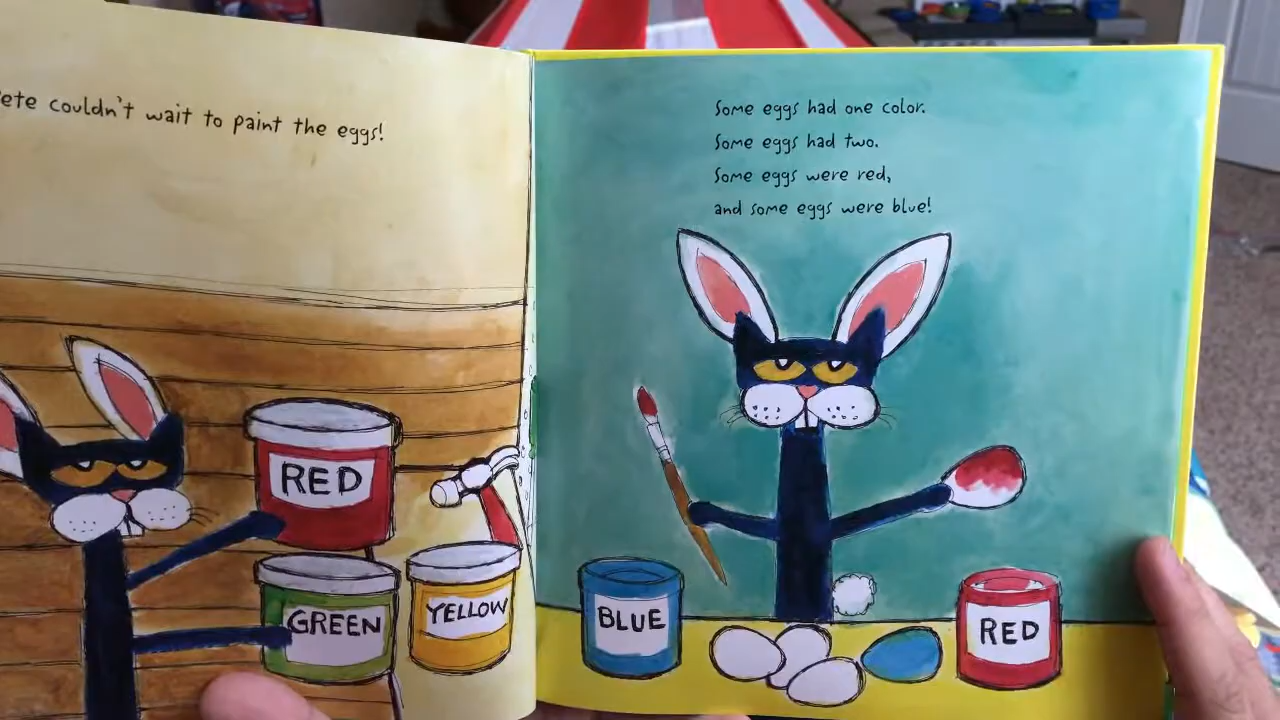 ete couldn't wait to paint the eggs!
RED
GREEN
YELLOW
Some eggs had one color.
Some eggs had two.
Some eggs were red,
and some eggs were blue!
BLUE
RED